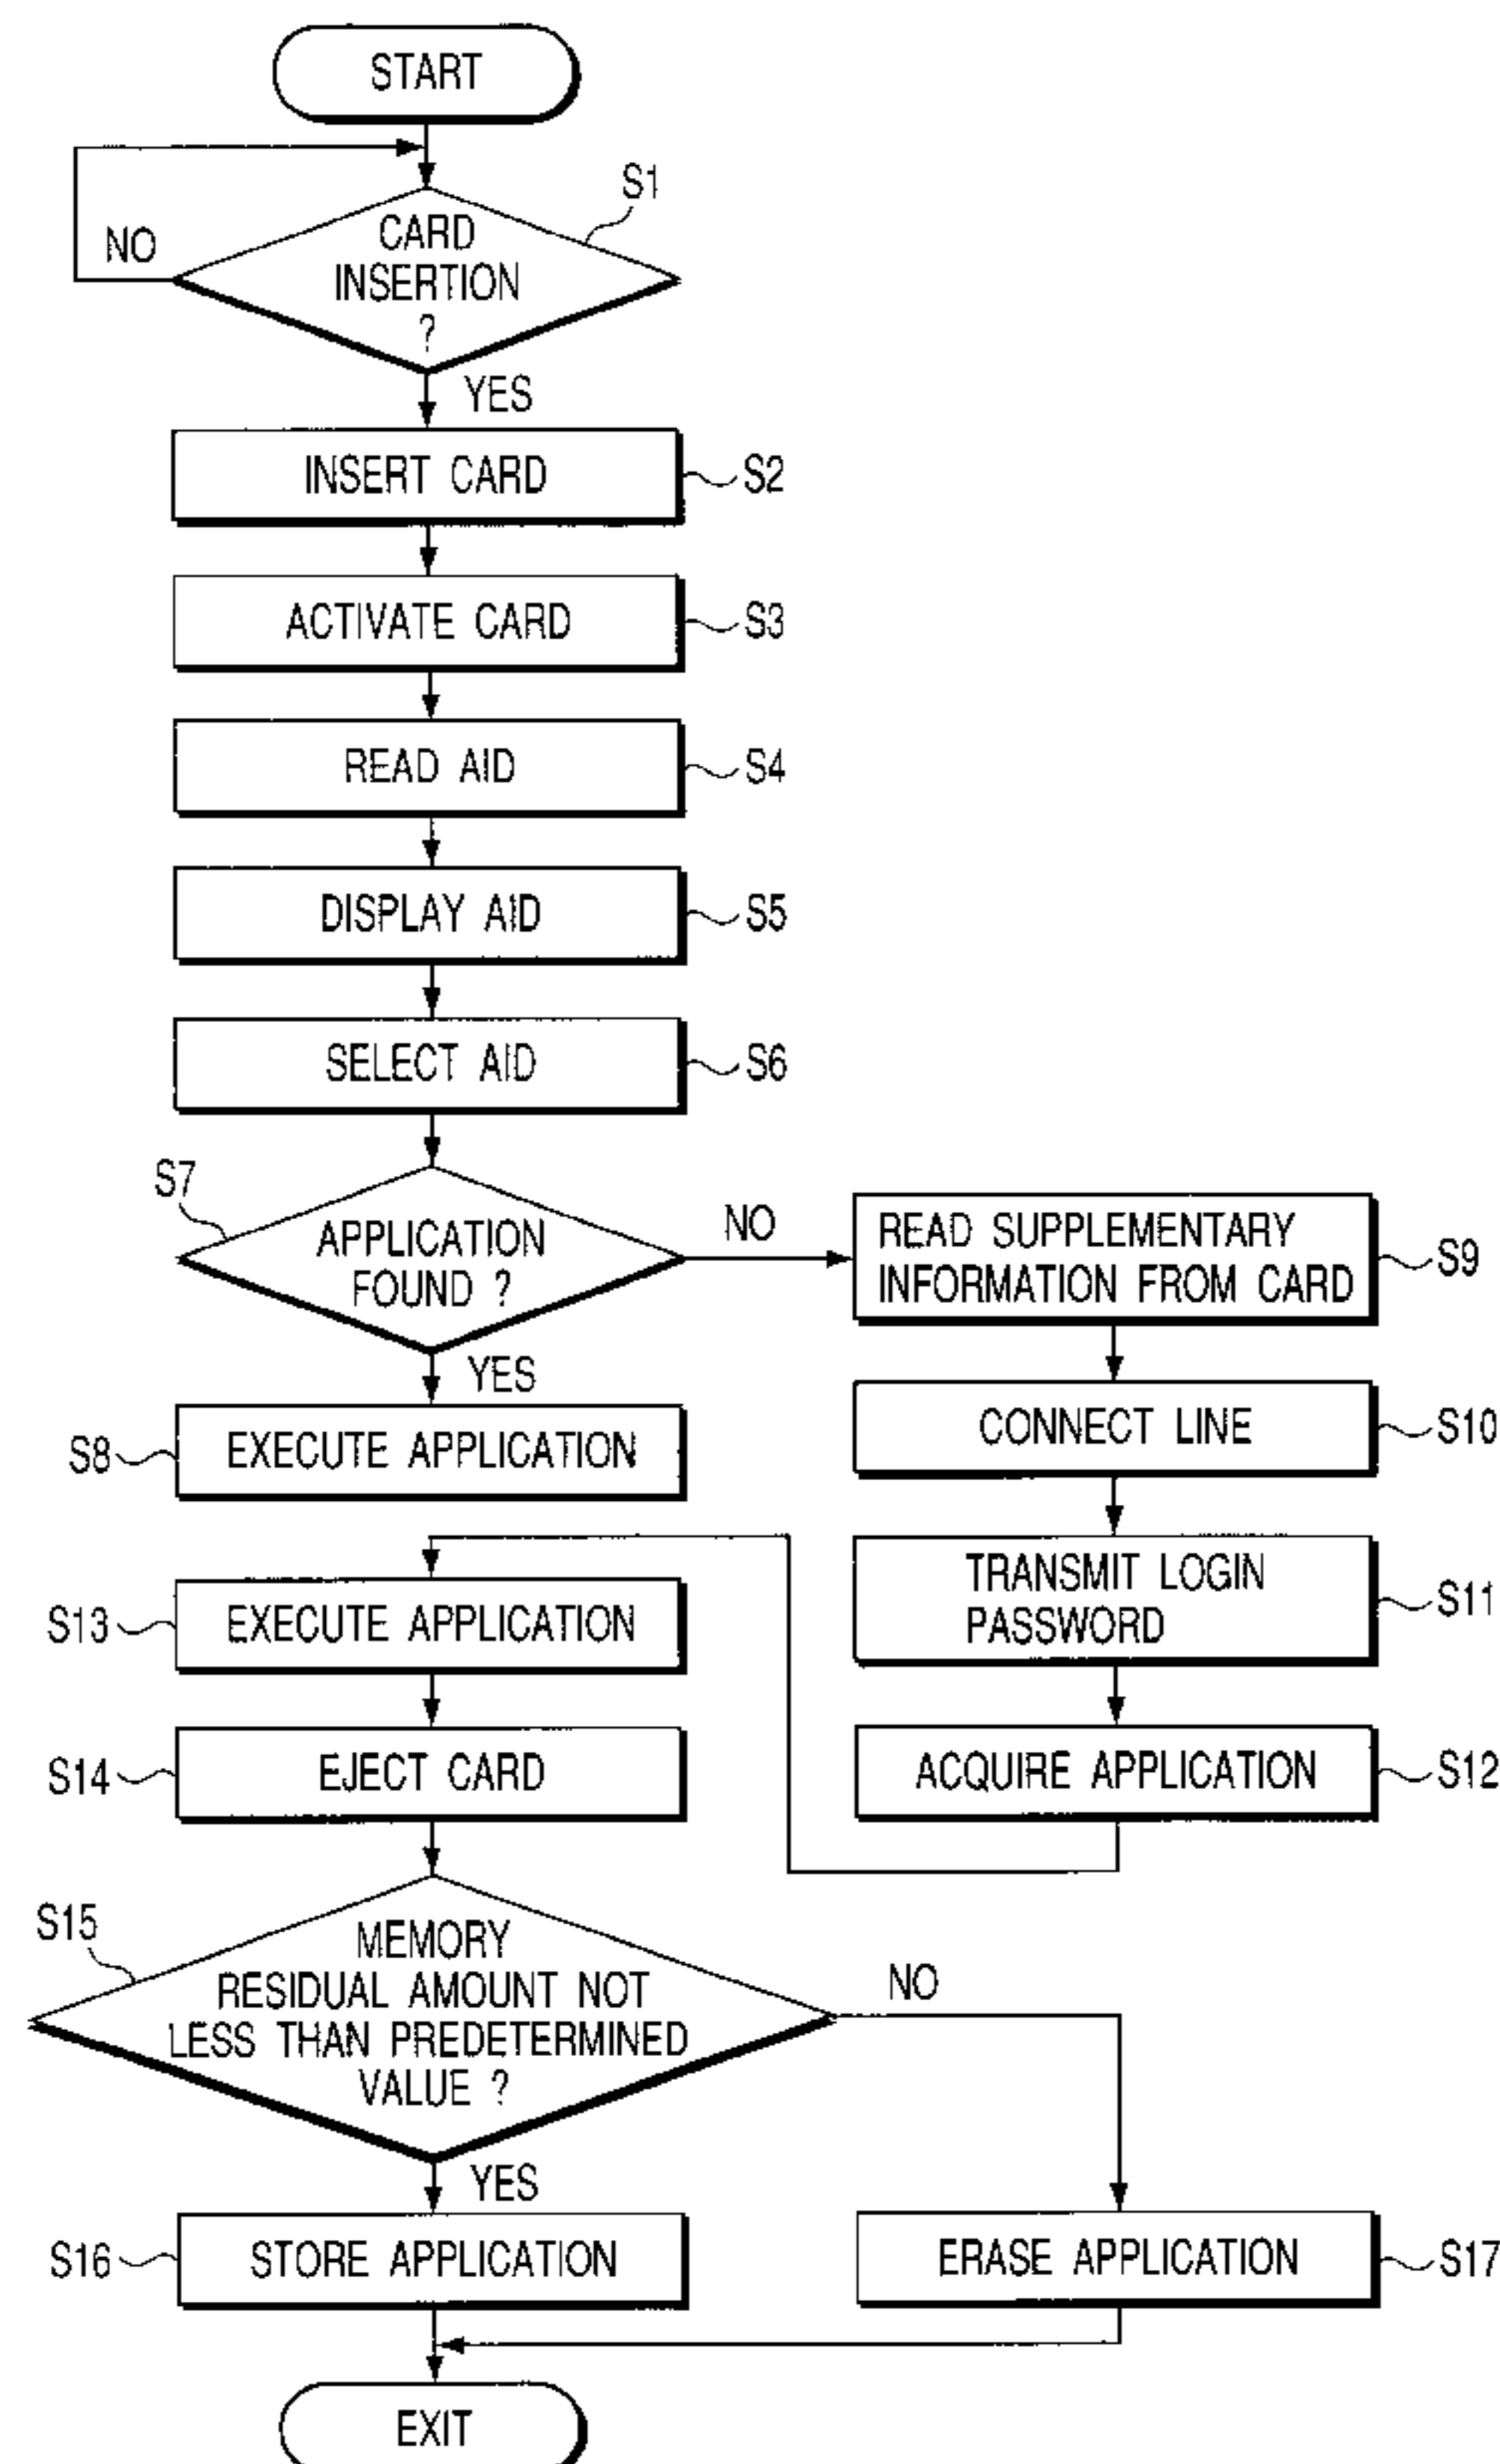 START
S1
CARD
INSERTION
?
NO
YES
INSERT CARD
S2
ACTIVATE CARD
S3
READ AID
S4
DISPLAY AID
S5
SELECT AID
S6
S7
APPLICATION
FOUND ?
NO
READ SUPPLEMENTARY
INFORMATION FROM CARD
S9
YES
S8
EXECUTE APPLICATION
CONNECT LINE
S10
TRANSMIT LOGIN
PASSWORD
S11
ACQUIRE APPLICATION
S12
S13
EXECUTE APPLICATION
S14
EJECT CARD
S15
MEMORY
RESIDUAL AMOUNT NOT
LESS THAN PREDETERMINED
VALUE ?
NO
YES
S16
STORE APPLICATION
ERASE APPLICATION
S17
EXIT